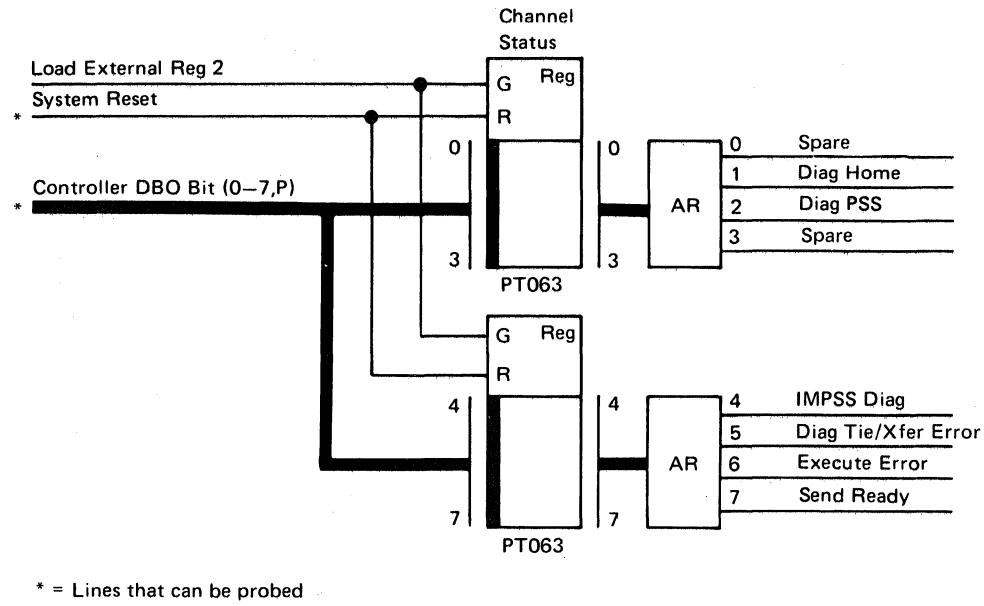 Channel
Status
Load External Reg 2
G Reg
* System Reset
R
0 0 0 Spare
1 Diag Home
* Controller DBO Bit (0–7,P)
AR
2 Diag PSS
3 Spare
3 3
PT063
G Reg
R
4 4 4 IMPSS Diag
5 Diag Tie/Xfer Error
AR
6 Execute Error
7 Send Ready
7 7
PT063
* = Lines that can be probed